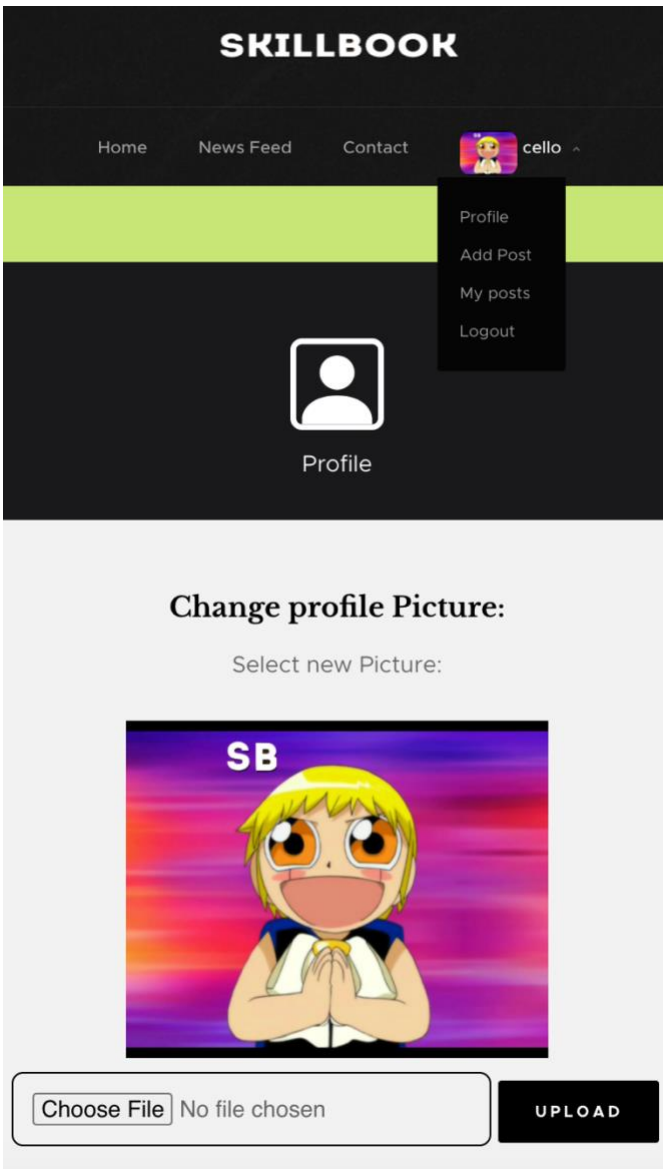 SKILLBOOK
Home News Feed Contact SB cello
Profile
Add Post
My posts
Logout
Profile
Change profile Picture:
Select new Picture:
SB
Choose File No file chosen UPLOAD